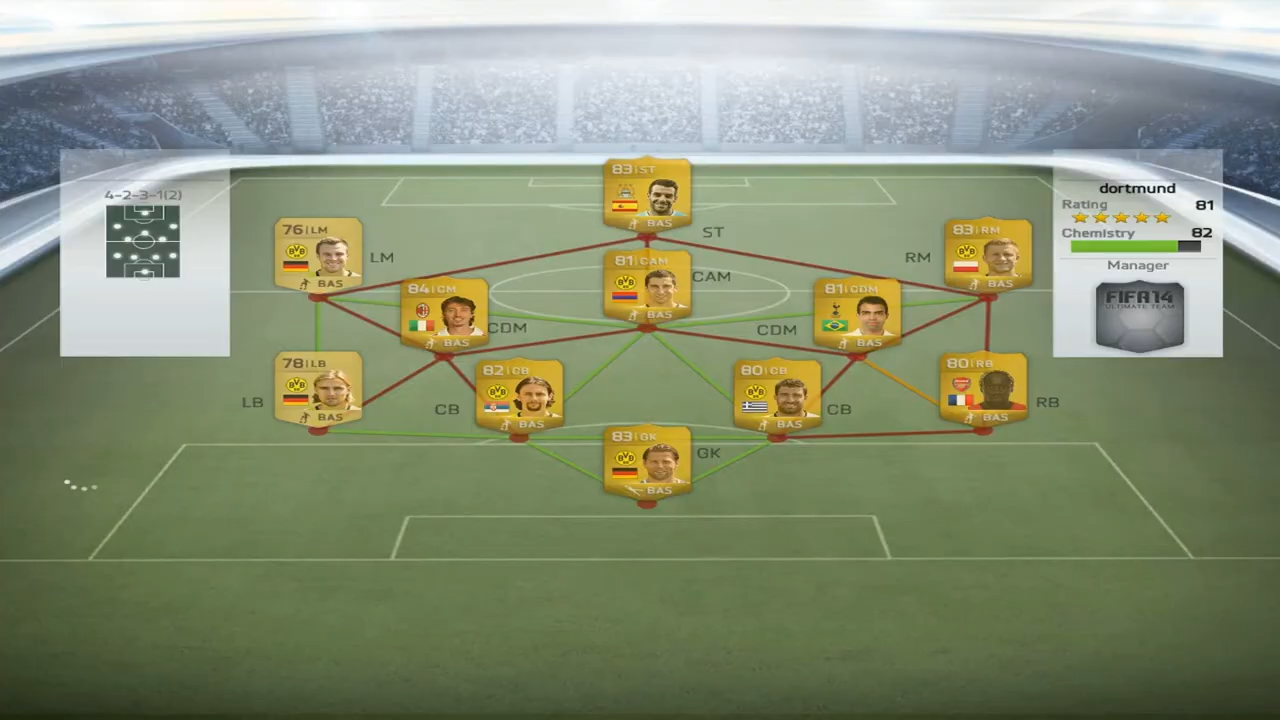 4-2-3-1(2)
83 ST
BAS
ST
76 LM
BAS
LM
81 CAM
BAS
CAM
RM
83 RM
BAS
84 CM
BAS
CDM
CDM
81 CDM
BAS
LB
78 LB
BAS
CB
82 CB
BAS
80 CB
BAS
CB
80 RB
BAS
RB
83 GK
BAS
GK
dortmund
Rating 81
Chemistry 82
Manager
FIFA14
ULTIMATE TEAM